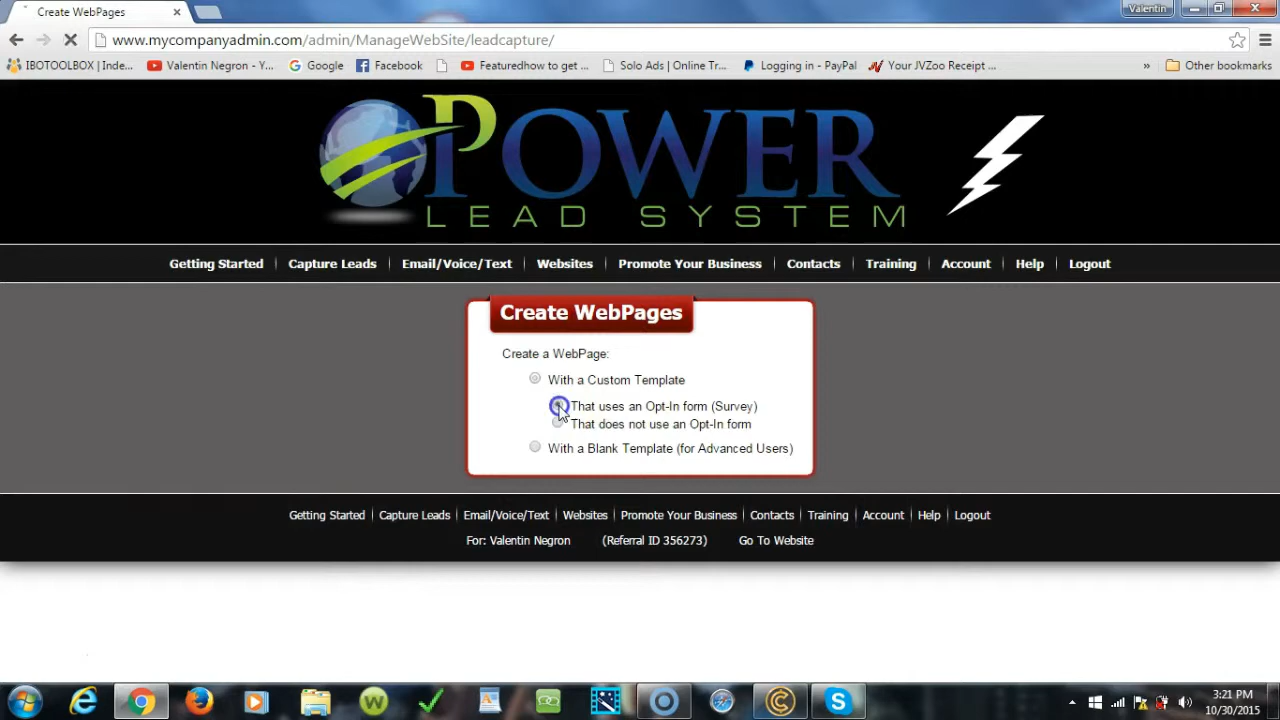 Create WebPages
Valentin
www.mycompanyadmin.com/admin/ManageWebSite/leadcapture/
IBOTOOLBOX | Inde... Valentin Negron - Y... Google Facebook Featuredhow to get ... Solo Ads | Online Tr... Logging in - PayPal Your JVZoo Receipt ... » Other bookmarks
POWER
LEAD SYSTEM
Getting Started Capture Leads Email/Voice/Text Websites Promote Your Business Contacts Training Account Help Logout
Create WebPages
Create a WebPage:
With a Custom Template
That uses an Opt-In form (Survey)
That does not use an Opt-In form
With a Blank Template (for Advanced Users)
Getting Started Capture Leads Email/Voice/Text Websites Promote Your Business Contacts Training Account Help Logout
For: Valentin Negron (Referral ID 356273) Go To Website
3:21 PM
10/30/2015